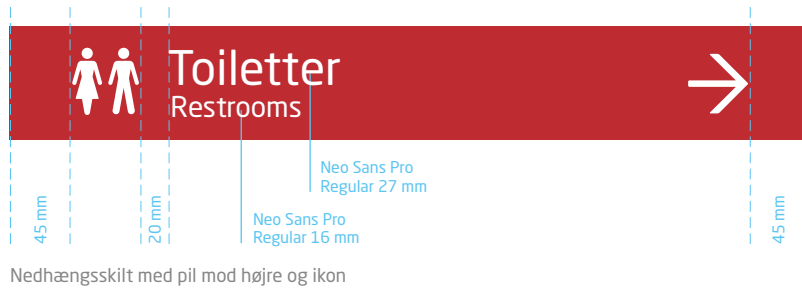 Toiletter
Restrooms
Neo Sans Pro
Regular 27 mm
Neo Sans Pro
Regular 16 mm
45 mm
20 mm
45 mm
Nedhængsskilt med pil mod højre og ikon